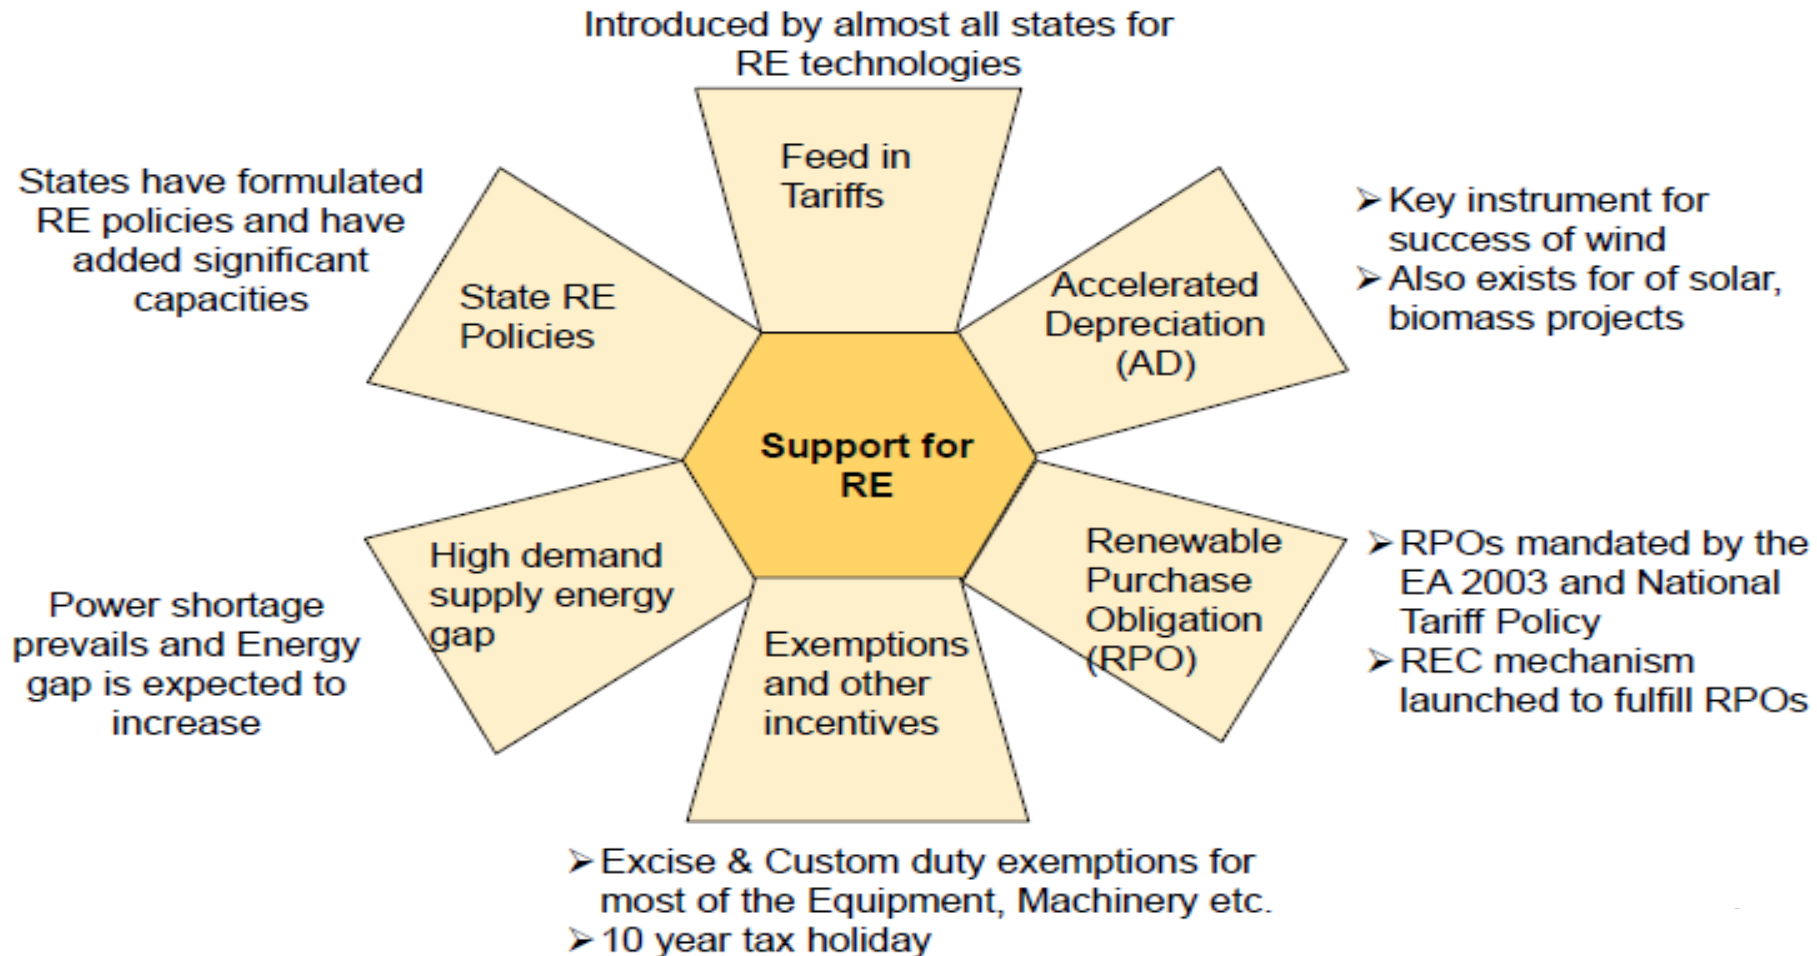 Introduced by almost all states for
RE technologies
Feed in
Tariffs
States have formulated
RE policies and have
added significant
capacities
State RE
Policies
Accelerated
Depreciation
(AD)
➢ Key instrument for
success of wind
➢ Also exists for of solar,
biomass projects
Support for
RE
High demand
supply energy
gap
Power shortage
prevails and Energy
gap is expected to
increase
Exemptions
and other
incentives
Renewable
Purchase
Obligation
(RPO)
➢ RPOs mandated by the
EA 2003 and National
Tariff Policy
➢ REC mechanism
launched to fulfill RPOs
➢ Excise & Custom duty exemptions for
most of the Equipment, Machinery etc.
➢ 10 year tax holiday